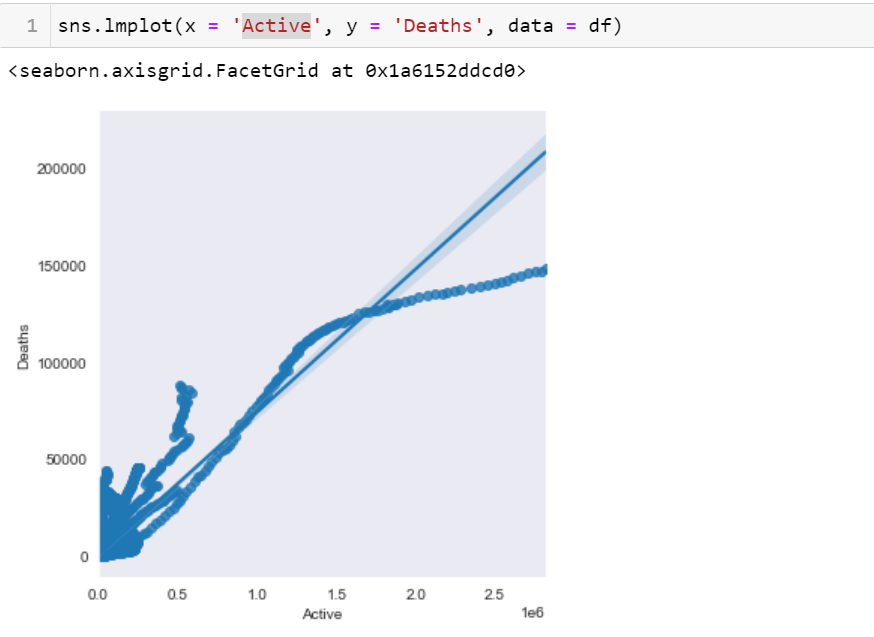 1 sns.lmplot(x = 'Active', y = 'Deaths', data = df)
<seaborn.axisgrid.FacetGrid at 0x1a6152ddcd0>
200000
150000
100000
50000
0
Deaths
0.0 0.5 1.0 1.5 2.0 2.5
Active
1e6